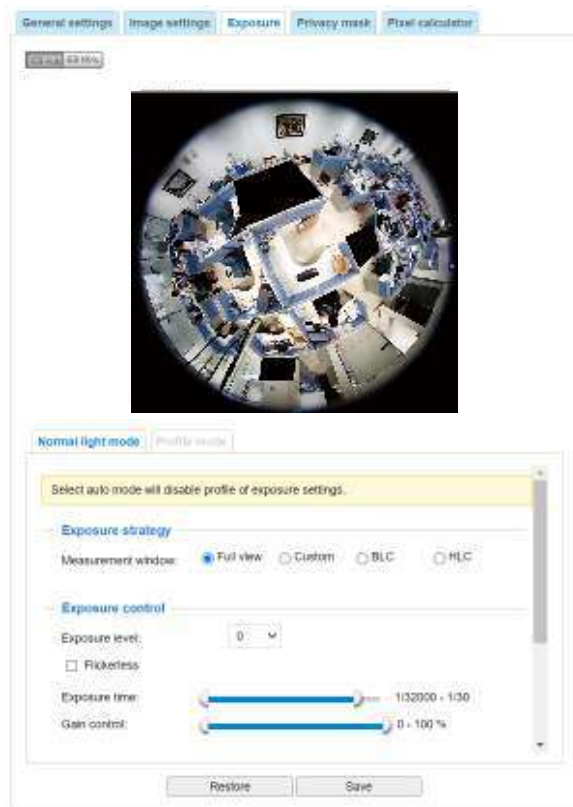 General settings Image settings Exposure Privacy mask Pixel calculator
Normal light mode Profile mode
Select auto mode will disable profile of exposure settings.
Exposure strategy
Measurement window: Full view Custom BLC HLC
Exposure control
Exposure level: 0
Flickerless
Exposure time: 1/32000 - 1/30
Gain control: 0 - 100 %
Restore Save